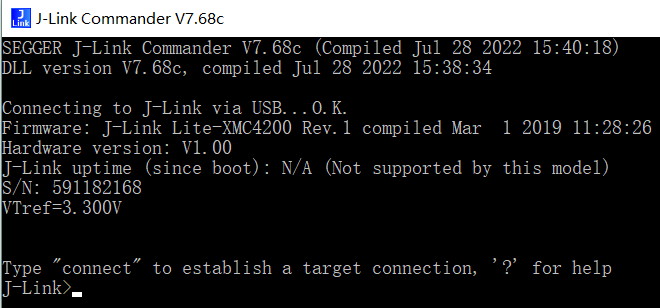 J-Link Commander V7.68c
SEGGER J-Link Commander V7.68c (Compiled Jul 28 2022 15:40:18)
DLL version V7.68c, compiled Jul 28 2022 15:38:34
Connecting to J-Link via USB...O.K.
Firmware: J-Link Lite-XMC4200 Rev.1 compiled Mar  1 2019 11:28:26
Hardware version: V1.00
J-Link uptime (since boot): N/A (Not supported by this model)
S/N: 591182168
VTref=3.300V
Type "connect" to establish a target connection, '?' for help
J-Link>